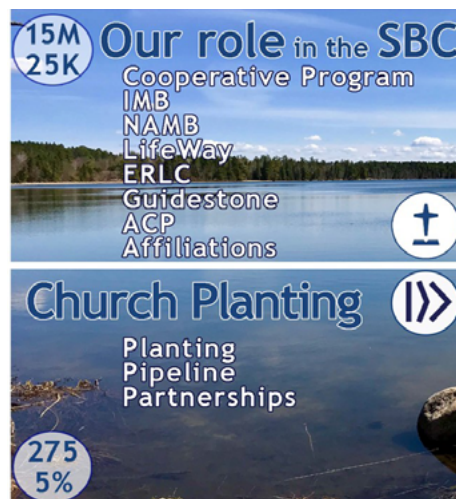 15M
25K
Our role in the SBC
Cooperative Program
IMB
NAMB
LifeWay
ERLC
Guidestone
ACP
Affiliations
Church Planting
Planting
Pipeline
Partnerships
275
5%